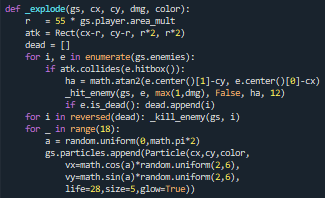 def _explode(gs, cx, cy, dmg, color):
    r   = 55 * gs.player.area_mult
    atk = Rect(cx-r, cy-r, r*2, r*2)
    dead = []
    for i, e in enumerate(gs.enemies):
        if atk.collides(e.hitbox()):
            ha = math.atan2(e.center()[1]-cy, e.center()[0]-cx)
            _hit_enemy(gs, e, max(1,dmg), False, ha, 12)
            if e.is_dead(): dead.append(i)
    for i in reversed(dead): _kill_enemy(gs, i)
    for _ in range(18):
        a = random.uniform(0,math.pi*2)
        gs.particles.append(Particle(cx,cy,color,
            vx=math.cos(a)*random.uniform(2,6),
            vy=math.sin(a)*random.uniform(2,6),
            life=28,size=5,glow=True))